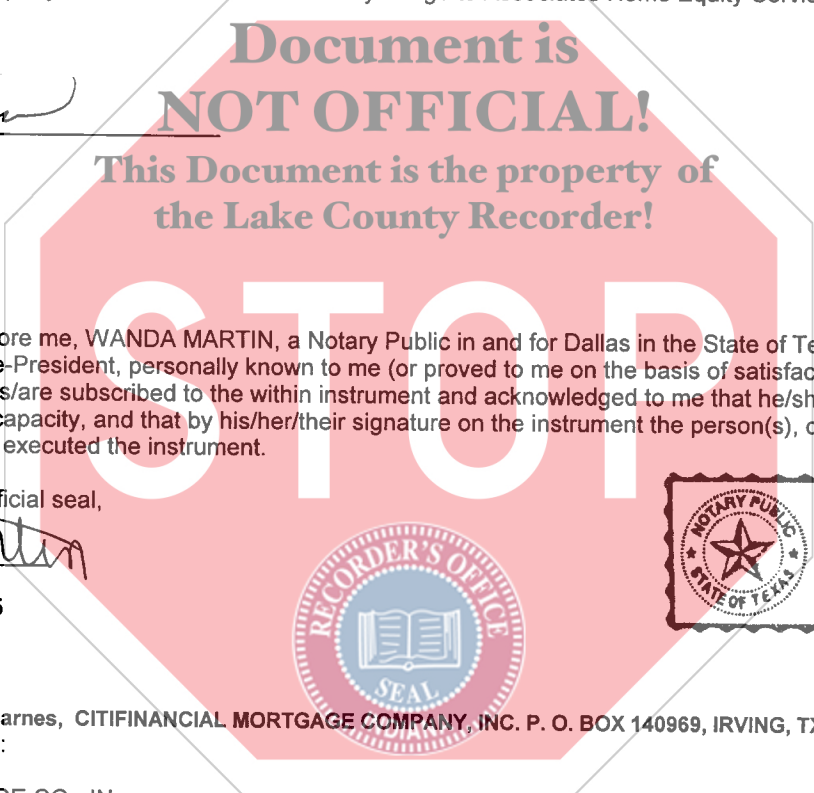 Document is
NOT OFFICIAL!
This Document is the property of
the Lake County Recorder!
STOP
ore me, WANDA MARTIN, a Notary Public in and for Dallas in the State of Te
e-President, personally known to me (or proved to me on the basis of satisfac
s/are subscribed to the within instrument and acknowledged to me that he/sh
capacity, and that by his/her/their signature on the instrument the person(s), o
executed the instrument.
ficial seal,
NOTARY PUBLIC
STATE OF TEXAS
RECORDER'S OFFICE
SEAL
arnes, CITIFINANCIAL MORTGAGE COMPANY, INC. P. O. BOX 140969, IRVING, TX
: